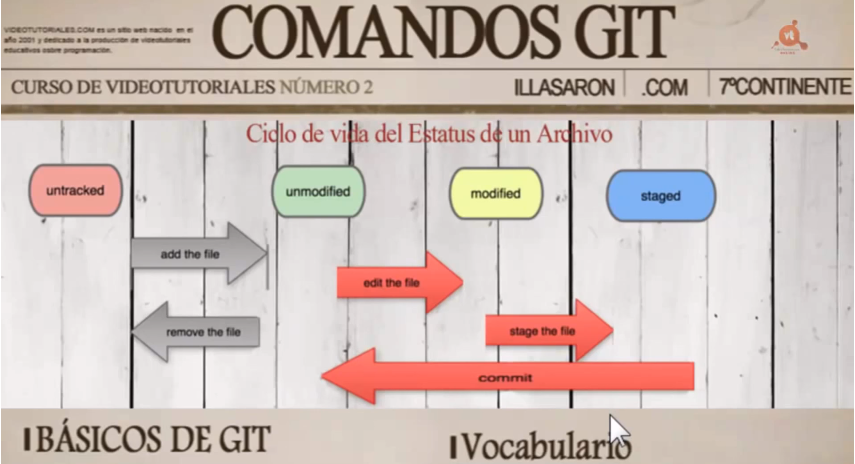 VIDEOTUTORIALES.COM es un sitio web nacido en el
año 2001 y dedicado a la producción de videotutoriales
educativos sobre programación.
COMANDOS GIT
vt
CURSO DE VIDEOTUTORIALES NÚMERO 2
ILLASARON .COM 7ºCONTINENTE
Ciclo de vida del Estatus de un Archivo
untracked unmodified modified staged
add the file
edit the file
remove the file
stage the file
commit
BÁSICOS DE GIT
Vocabulario